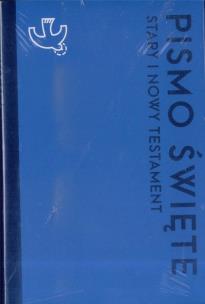 PISMO ŚWIĘTE
STARY I NOWY TESTAMENT